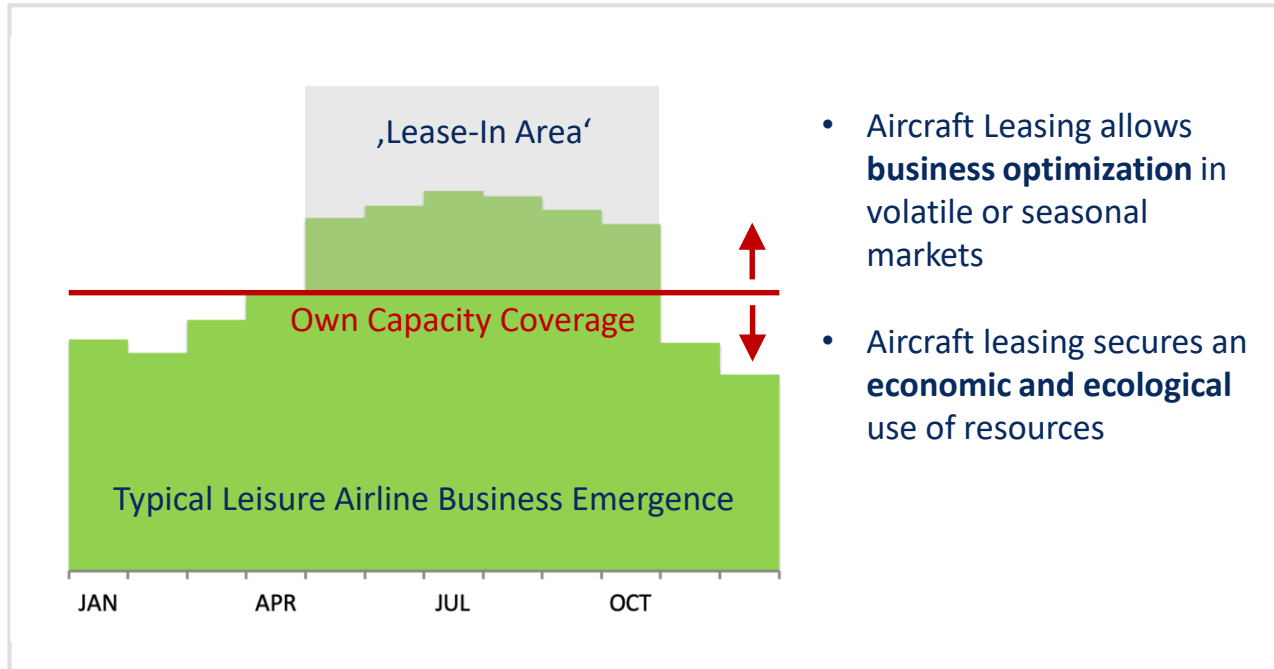 ‚Lease-In Area‘
Own Capacity Coverage
Typical Leisure Airline Business Emergence
JAN APR JUL OCT
• Aircraft Leasing allows
business optimization in
volatile or seasonal
markets
• Aircraft leasing secures an
economic and ecological
use of resources